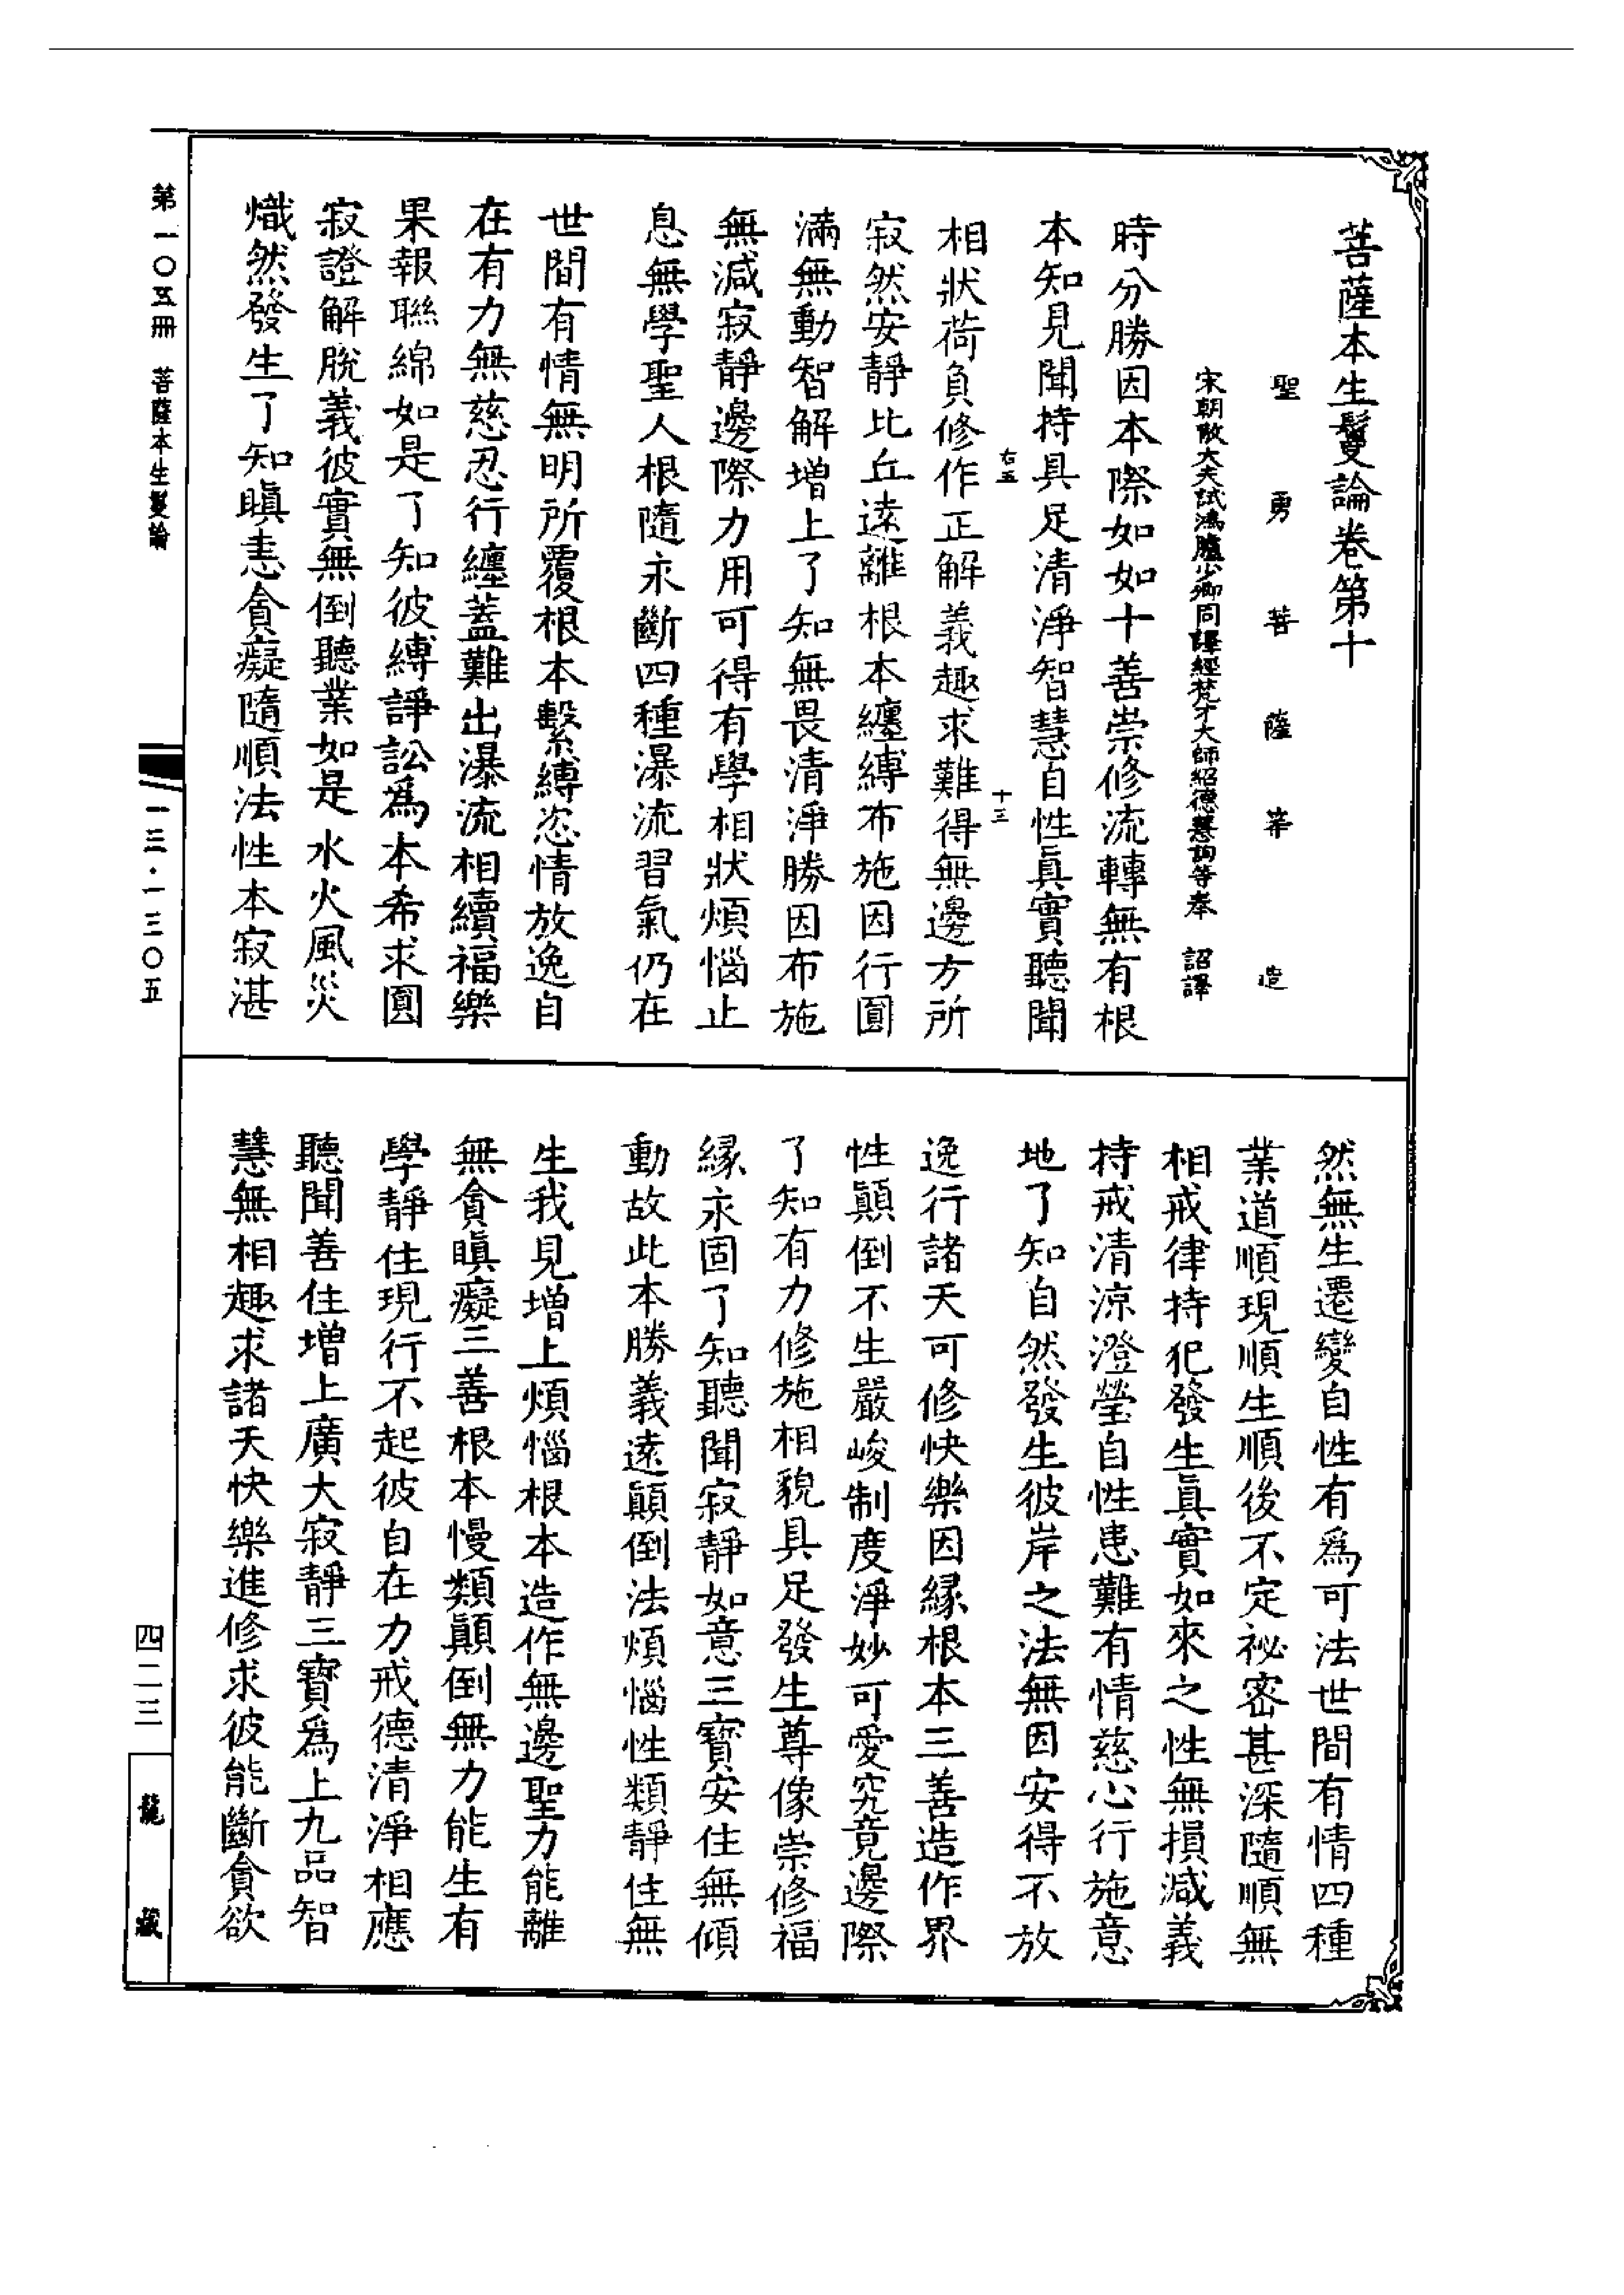 菩薩本生鬘論卷第十
聖勇菩薩等造
宋朝散大夫試鴻臚少卿同譯經梵才大師紹德慧詢等奉 詔譯
時分勝因本際如如十善崇修流轉無有根
本知見聞持具足清淨智慧自性眞實聽聞
右五 十三
相狀荷負修作正解義趣求難得無邊方所
寂然安靜比丘遠離根本纏縛布施因行圓
滿無動智解增上了知無畏清淨勝因布施
無減寂靜邊際力用可得有學相狀煩惱止
息無學聖人根隨永斷四種瀑流習氣仍在
世間有情無明所覆根本繫縛恣情放逸自
在有力無慈忍行纏蓋難出瀑流相續福樂
果報聯綿如是了知彼縛諍訟爲本希求圓
寂證解脫義彼實無倒聽業如是水火風災
熾然發生了知瞋恚貪癡隨順法性本寂湛
然無生遷變自性有爲可法世間有情四種
業道順現順生順後不定祕密甚深隨順無
相戒律持犯發生眞實如來之性無損減義
持戒清涼澄瑩自性患難有情慈心行施意
地了知自然發生彼岸之法無因安得不放
逸行諸天可修快樂因緣根本三善造作界
性顚倒不生嚴峻制度淨妙可愛究竟邊際
了知有力修施相貌具足發生尊像崇修福
緣永固了知聽聞寂靜如意三寶安住無傾
動故此本勝義遠顚倒法煩惱性類靜住無
生我見增上煩惱根本造作無邊聖力能離
無貪瞋癡三善根本慢類顚倒無力能生有
學靜住現行不起彼自在力戒德清淨相應
聽聞善住增上廣大寂靜三寶爲上九品智
慧無相趣求諸天快樂進修求彼能斷貪欲
第一〇五冊 菩薩本生鬘論
一三·一三〇五
四二三
龍藏